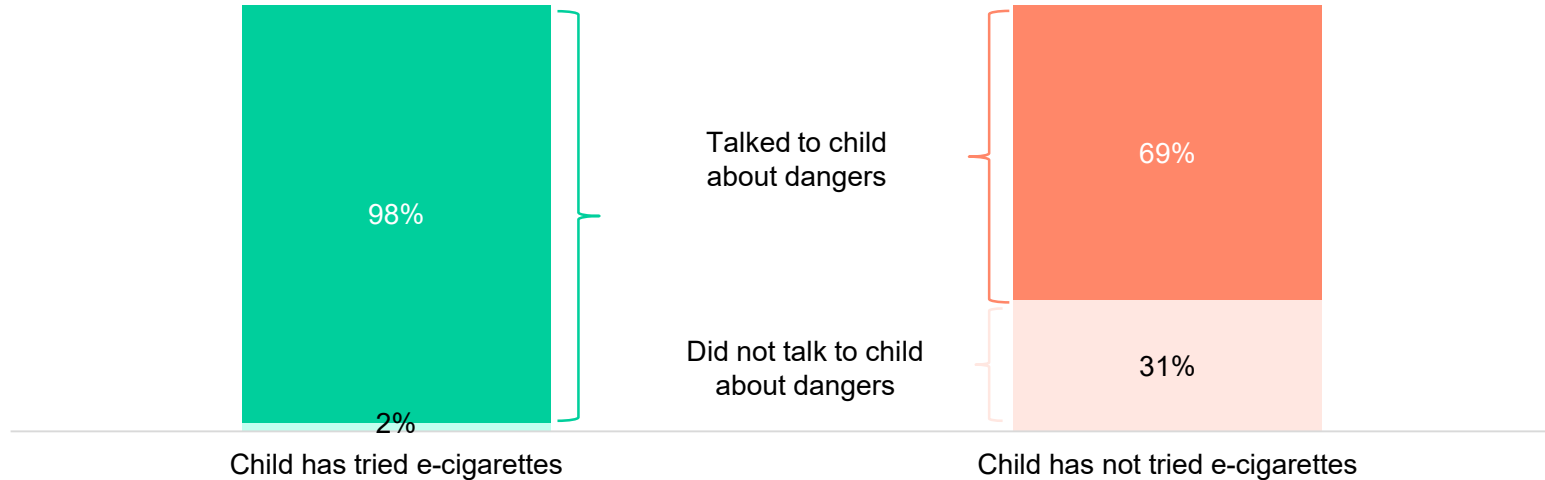 Talked to child
about dangers
69%
98%
Did not talk to child
about dangers
31%
2%
Child has tried e-cigarettes
Child has not tried e-cigarettes